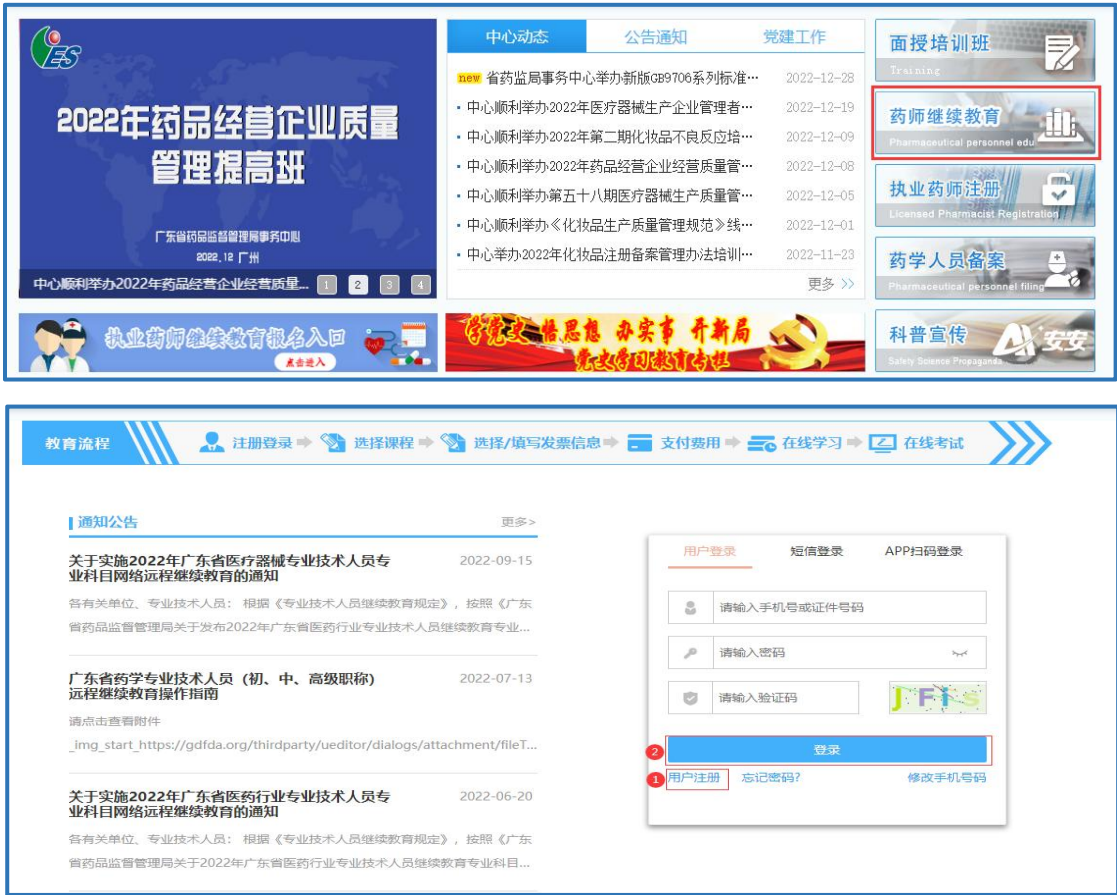 ES
2022年药品经营企业质量
管理提高班
广东省药品监督管理局事务中心
2022.12 广州
中心顺利举办2022年药品经营企业经营质量... 1 2 3 4
执业药师继续教育报名入口
点击进入
中心动态 公告通知 党建工作
new 省药监局事务中心举办新版GB9706系列标准… 2022-12-28
中心顺利举办2022年医疗器械生产企业管理者… 2022-12-19
中心顺利举办2022年第二期化妆品不良反应培… 2022-12-09
中心顺利举办2022年药品经营企业经营质量管… 2022-12-08
中心顺利举办第五十八期医疗器械生产质量管… 2022-12-05
中心顺利举办《化妆品生产质量管理规范》线… 2022-12-01
中心举办2022年化妆品注册备案管理办法培训… 2022-11-23
更多 >>
学党史 悟思想 办实事 开新局
党史学习教育专栏
面授培训班
Training
药师继续教育
Pharmaceutical personnel edu
执业药师注册
Licensed Pharmacist Registration
药学人员备案
Pharmaceutical personnel filing
科普宣传
Safety Science Propaganda
安安
教育流程 注册登录 选择课程 选择/填写发票信息 支付费用 在线学习 在线考试
通知公告 更多>
关于实施2022年广东省医疗器械专业技术人员专 2022-09-15
业科目网络远程继续教育的通知
各有关单位、专业技术人员： 根据《专业技术人员继续教育规定》，按照《广东
省药品监督管理局关于发布2022年广东省医药行业专业技术人员继续教育专业...
广东省药学专业技术人员（初、中、高级职称） 2022-07-13
远程继续教育操作指南
请点击查看附件
_img_start_https://gdfda.org/thirdparty/ueditor/dialogs/attachment/fileT...
关于实施2022年广东省医药行业专业技术人员专 2022-06-20
业科目网络远程继续教育的通知
各有关单位、专业技术人员： 根据《专业技术人员继续教育规定》，按照《广东
省药品监督管理局关于2022年广东省医药行业专业技术人员继续教育专业科目...
用户登录 短信登录 APP扫码登录
请输入手机号或证件号码
请输入密码
请输入验证码 JFis
2 登录
1 用户注册 忘记密码? 修改手机号码